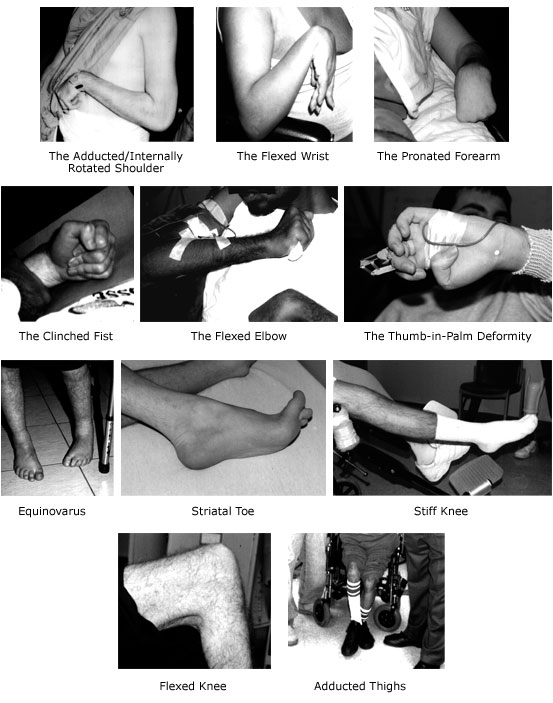 The Adducted/Internally
Rotated Shoulder
The Flexed Wrist
The Pronated Forearm
The Clinched Fist
The Flexed Elbow
The Thumb-in-Palm Deformity
Equinovarus
Striatal Toe
Stiff Knee
Flexed Knee
Adducted Thighs